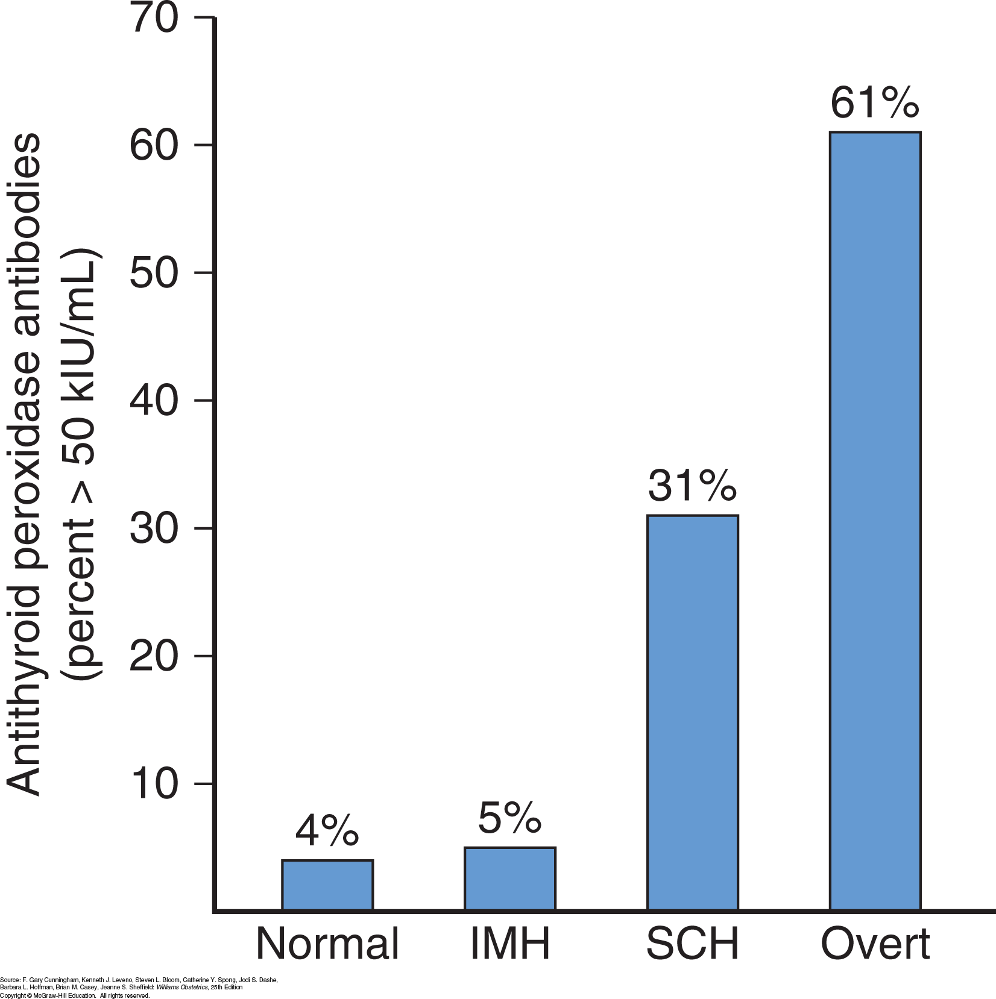 Antithyroid peroxidase antibodies
(percent > 50 kIU/mL)
70
60
50
40
30
20
10
4%
5%
31%
61%
Normal
IMH
SCH
Overt
Source: F. Gary Cunningham, Kenneth J. Leveno, Steven L. Bloom, Catherine Y. Spong, Jodi S. Dashe,
Barbara L. Hoffman, Brian M. Casey, Jeanne S. Sheffield: Williams Obstetrics, 25th Edition
Copyright © McGraw-Hill Education. All rights reserved.